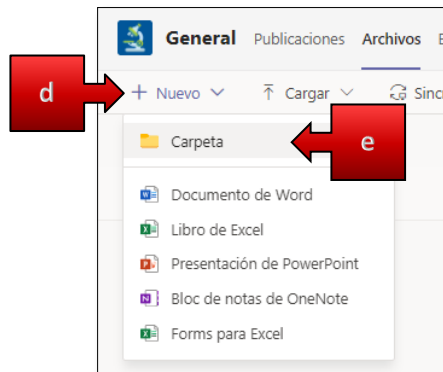 General Publicaciones Archivos
d + Nuevo Cargar Sinc
Carpeta e
Documento de Word
Libro de Excel
Presentación de PowerPoint
Bloc de notas de OneNote
Forms para Excel